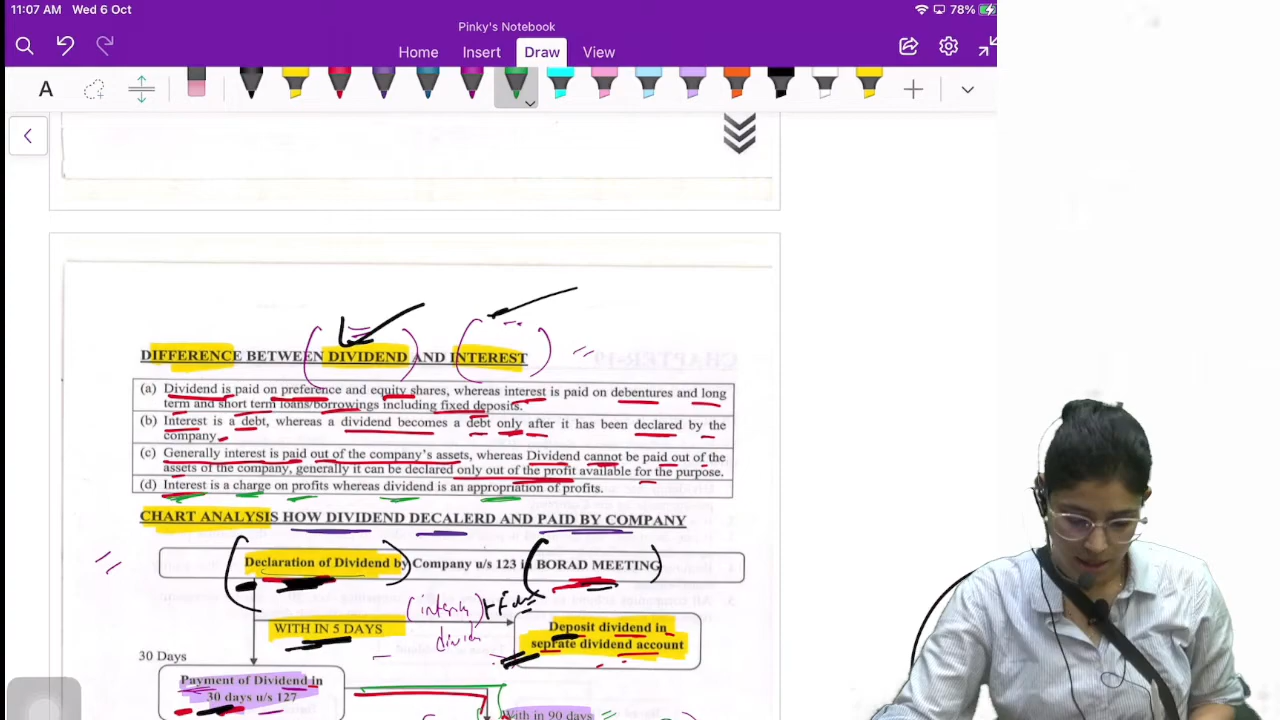 11:07 AM Wed 6 Oct
78%
Pinky's Notebook
Home Insert Draw View
A
DIFFERENCE BETWEEN DIVIDEND AND INTEREST
(a) Dividend is paid on preference and equity shares, whereas interest is paid on debentures and long
term and short term loans/borrowings including fixed deposits.
(b) Interest is a debt, whereas a dividend becomes a debt only after it has been declared by the
company.
(c) Generally interest is paid out of the company's assets, whereas Dividend cannot be paid out of the
assets of the company, generally it can be declared only out of the profit available for the purpose.
(d) Interest is a charge on profits whereas dividend is an appropriation of profits.
CHART ANALYSIS HOW DIVIDEND DECALERD AND PAID BY COMPANY
Declaration of Dividend by Company u/s 123 in BORAD MEETING
WITH IN 5 DAYS
Deposit dividend in
seprate dividend account
30 Days
Payment of Dividend in
30 days u/s 127
With in 90 days